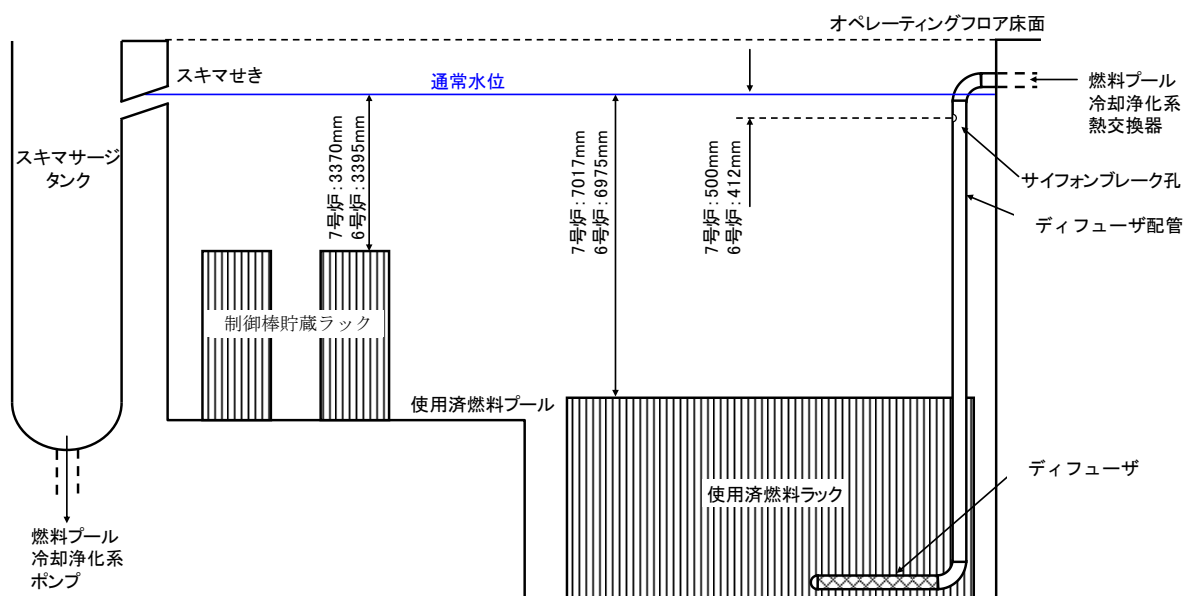 オペレーティングフロア床面
スキマせき
通常水位
燃料プール
冷却浄化系
熱交換器
スキマサージ
タンク
7号炉：3370mm
6号炉：3395mm
7号炉：7017mm
6号炉：6975mm
7号炉：500mm
6号炉：412mm
サイフォンブレーク孔
ディフューザ配管
制御棒貯蔵ラック
使用済燃料プール
ディフューザ
使用済燃料ラック
燃料プール
冷却浄化系
ポンプ